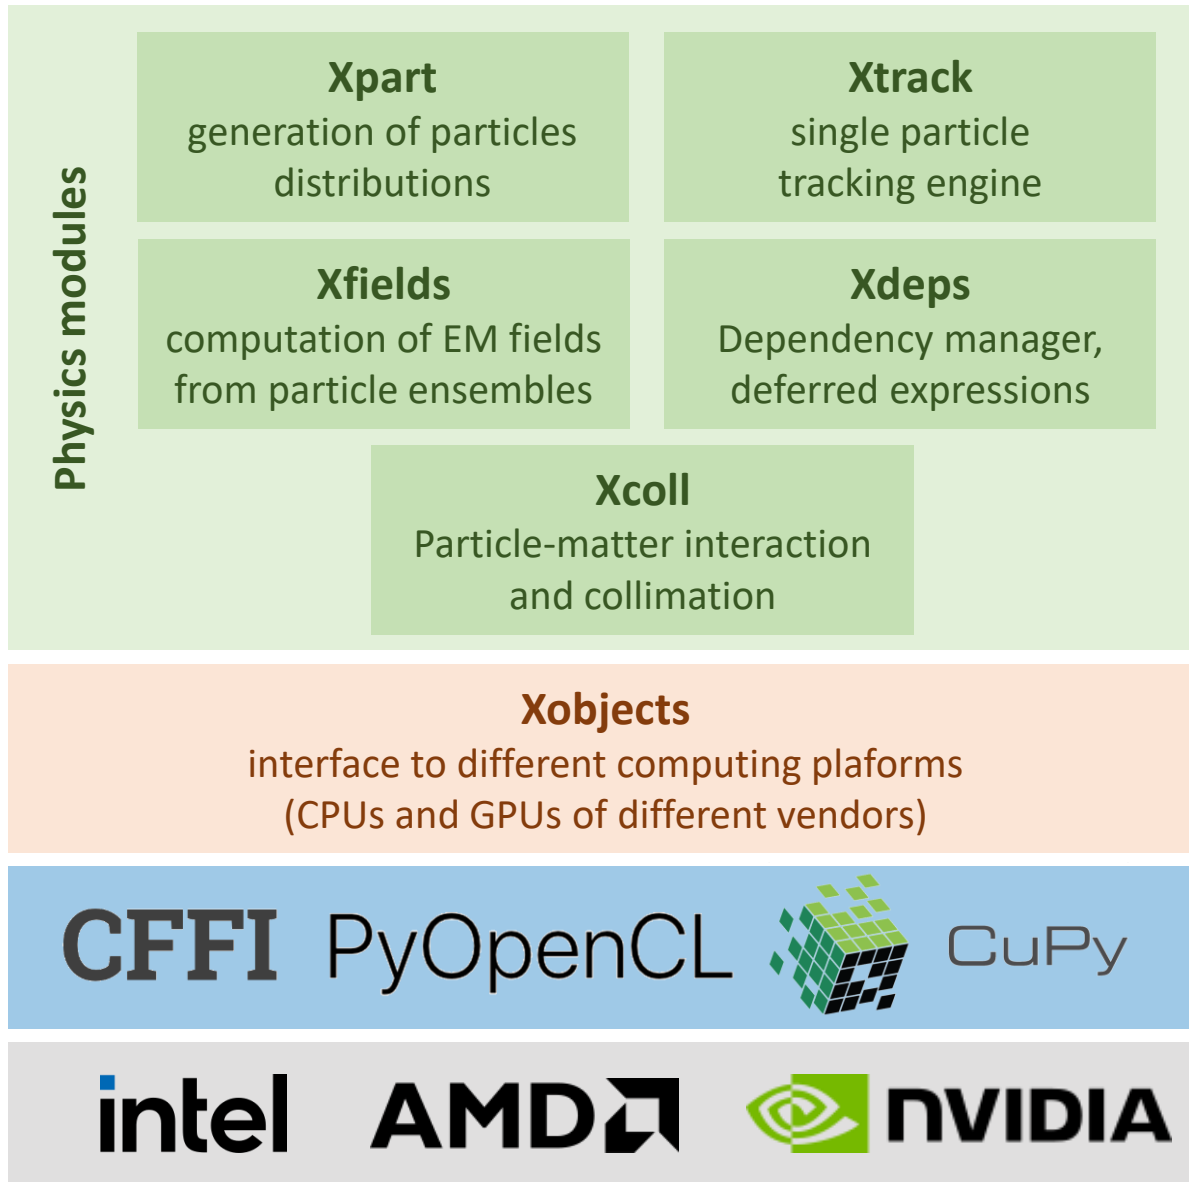 Physics modules
Xpart
generation of particles
distributions
Xtrack
single particle
tracking engine
Xfields
computation of EM fields
from particle ensembles
Xdeps
Dependency manager,
deferred expressions
Xcoll
Particle-matter interaction
and collimation
Xobjects
interface to different computing plaforms
(CPUs and GPUs of different vendors)
CFFI
PyOpenCL
CuPy
intel
AMD
NVIDIA